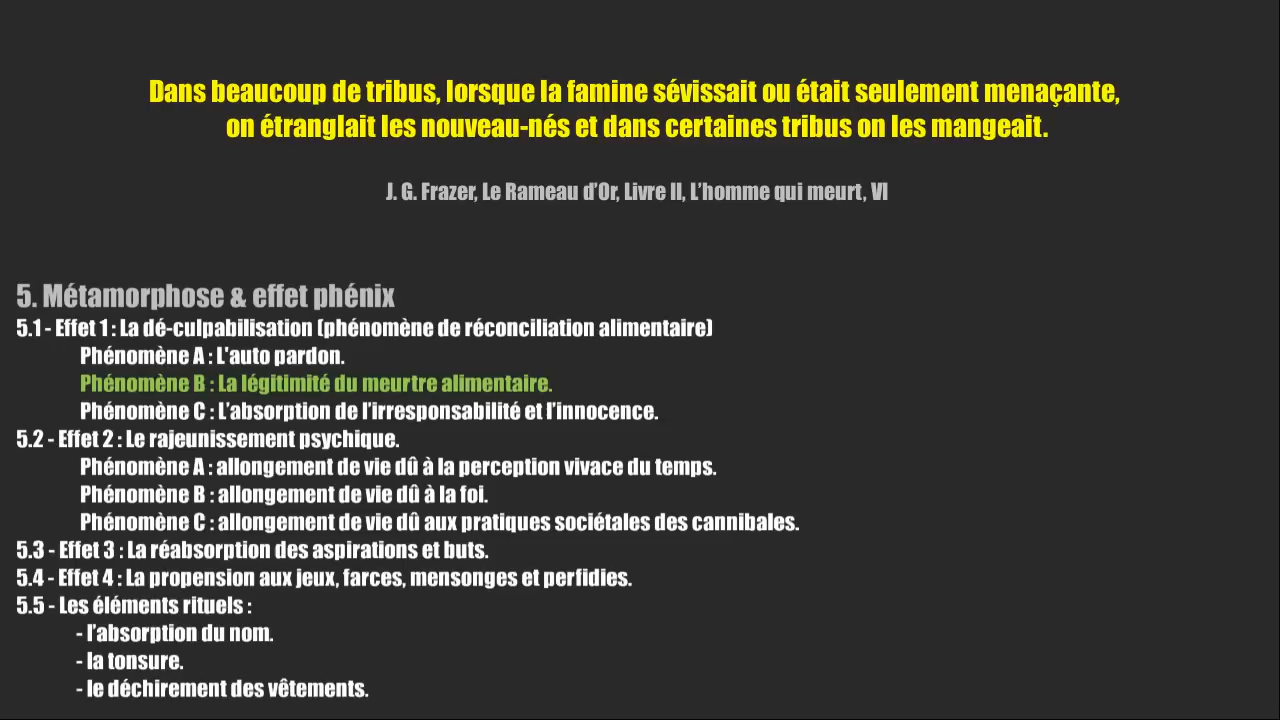 Dans beaucoup de tribus, lorsque la famine sévissait ou était seulement menaçante,
on étranglait les nouveau-nés et dans certaines tribus on les mangeait.
J. G. Frazer, Le Rameau d’Or, Livre II, L’homme qui meurt, VI
5. Métamorphose & effet phénix
5.1 - Effet 1 : La dé-culpabilisation (phénomène de réconciliation alimentaire)
Phénomène A : L'auto pardon.
Phénomène B : La légitimité du meurtre alimentaire.
Phénomène C : L’absorption de l’irresponsabilité et l’innocence.
5.2 - Effet 2 : Le rajeunissement psychique.
Phénomène A : allongement de vie dû à la perception vivace du temps.
Phénomène B : allongement de vie dû à la foi.
Phénomène C : allongement de vie dû aux pratiques sociétales des cannibales.
5.3 - Effet 3 : La réabsorption des aspirations et buts.
5.4 - Effet 4 : La propension aux jeux, farces, mensonges et perfidies.
5.5 - Les éléments rituels :
- l’absorption du nom.
- la tonsure.
- le déchirement des vêtements.